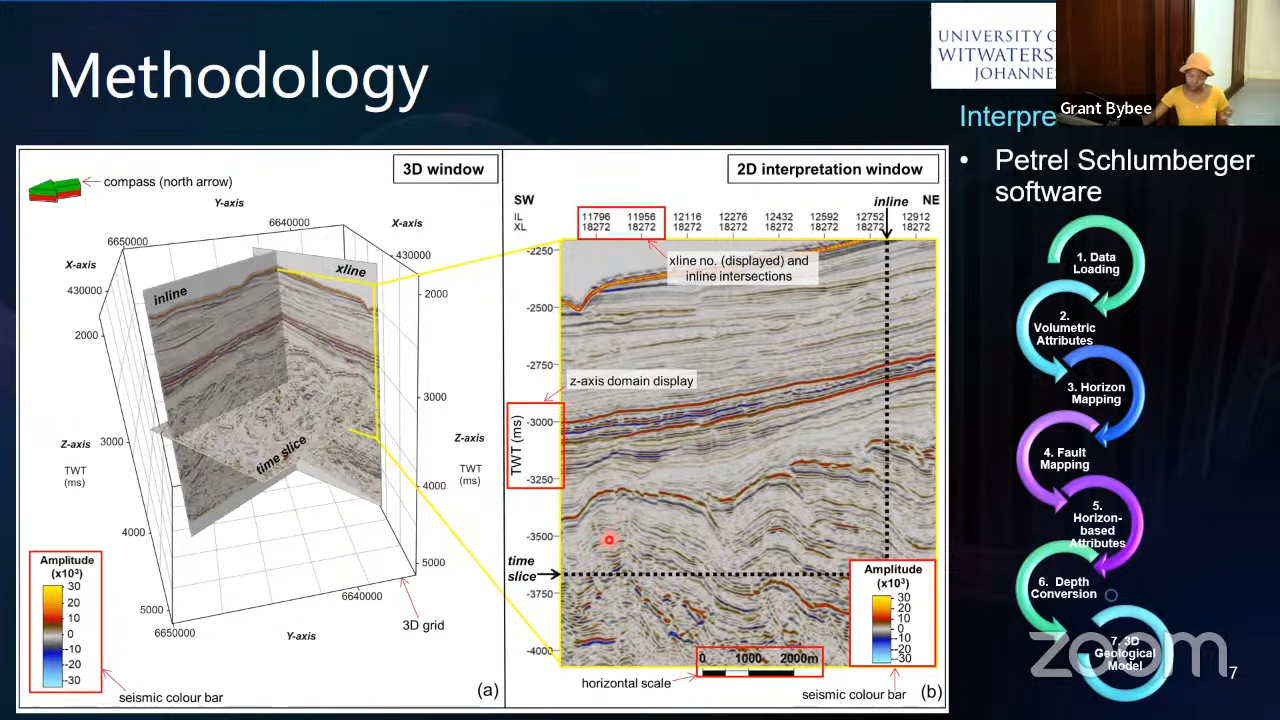 Methodology
UNIVERSITY O
WITWATERS
JOHANNE
Grant Bybee
Interpre
• Petrel Schlumberger
software
1. Data
Loading
2.
Volumetric
Attributes
3. Horizon
Mapping
4. Fault
Mapping
5.
Horizon-
based
Attributes
6. Depth
Conversion
7. 3D
Geological
Model
zoom
7
3D window
compass (north arrow)
Y-axis
6640000
X-axis
6650000
430000
X-axis
430000
2000
2000
inline
xline
3000
3000
Z-axis
TWT
(ms)
Z-axis
TWT
(ms)
time slice
4000
4000
5000
5000
6640000
6650000
Y-axis
3D grid
Amplitude
(x10³)
30
20
10
0
-10
-20
-30
seismic colour bar
(a)
2D interpretation window
SW
inline
NE
IL 11796 11956 12116 12276 12432 12592 12752 12912
XL 18272 18272 18272 18272 18272 18272 18272 18272
xline no. (displayed) and
inline intersections
-2250
-2500
-2750
z-axis domain display
-3000
TWT (ms)
-3250
-3500
time
slice
-3750
-4000
Amplitude
(x10³)
30
20
10
0
-10
-20
-30
0 1000 2000m
horizontal scale
seismic colour bar
(b)